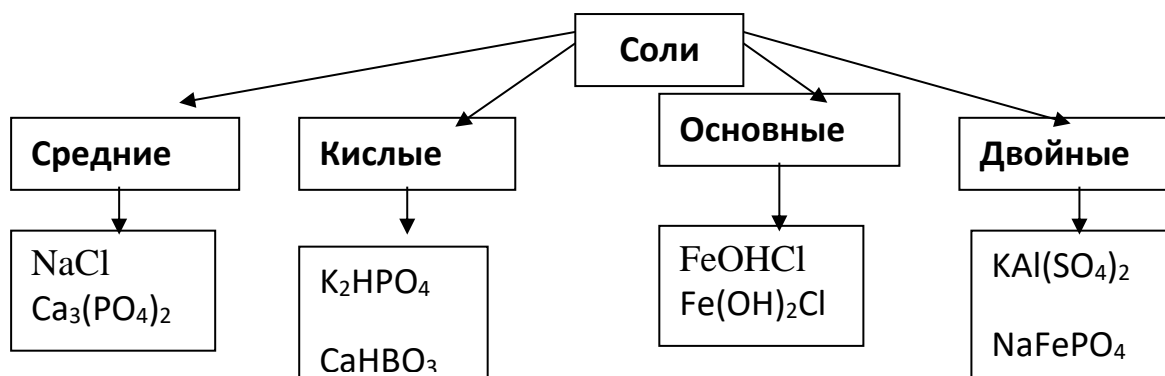 Соли
Средние
Кислые
Основные
Двойные
NaCl
Ca₃(PO₄)₂
K₂HPO₄
CaHBO₃
FeOHCl
Fe(OH)₂Cl
KAl(SO₄)₂
NaFePO₄